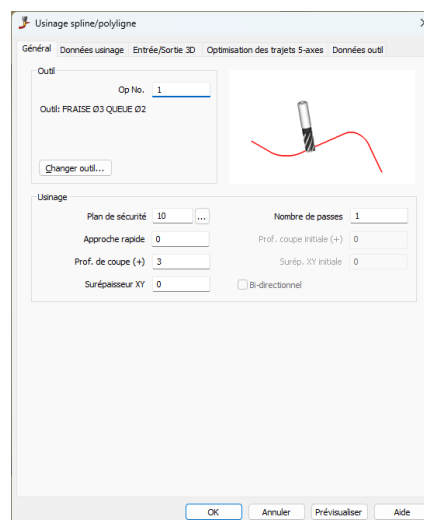 Usinage spline/polyligne
Général Données usinage Entrée/Sortie 3D Optimisation des trajets 5-axes Données outil
Outil
Op No. 1
Outil: FRAISE Ø3 QUEUE Ø2
Changer outil...
Usinage
Plan de sécurité 10 ... Nombre de passes 1
Approche rapide 0 Prof. coupe initiale (+) 0
Prof. de coupe (+) 3 Surép. XY initiale 0
Surépaisseur XY 0 Bi-directionnel
OK Annuler Prévisualiser Aide